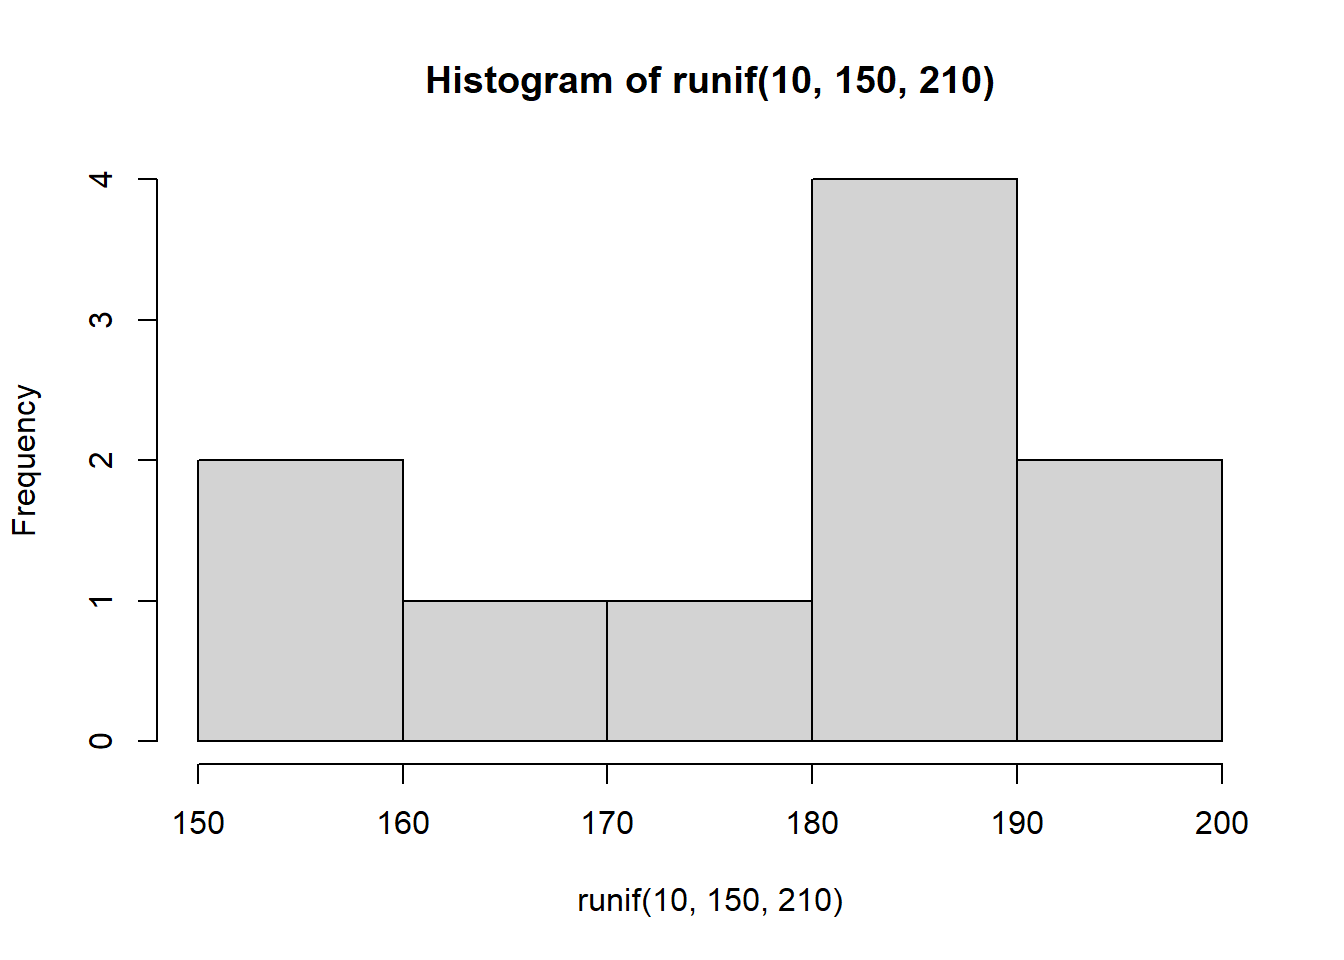 Histogram of runif(10, 150, 210)
4
3
2
1
0
Frequency
150 160 170 180 190 200
runif(10, 150, 210)